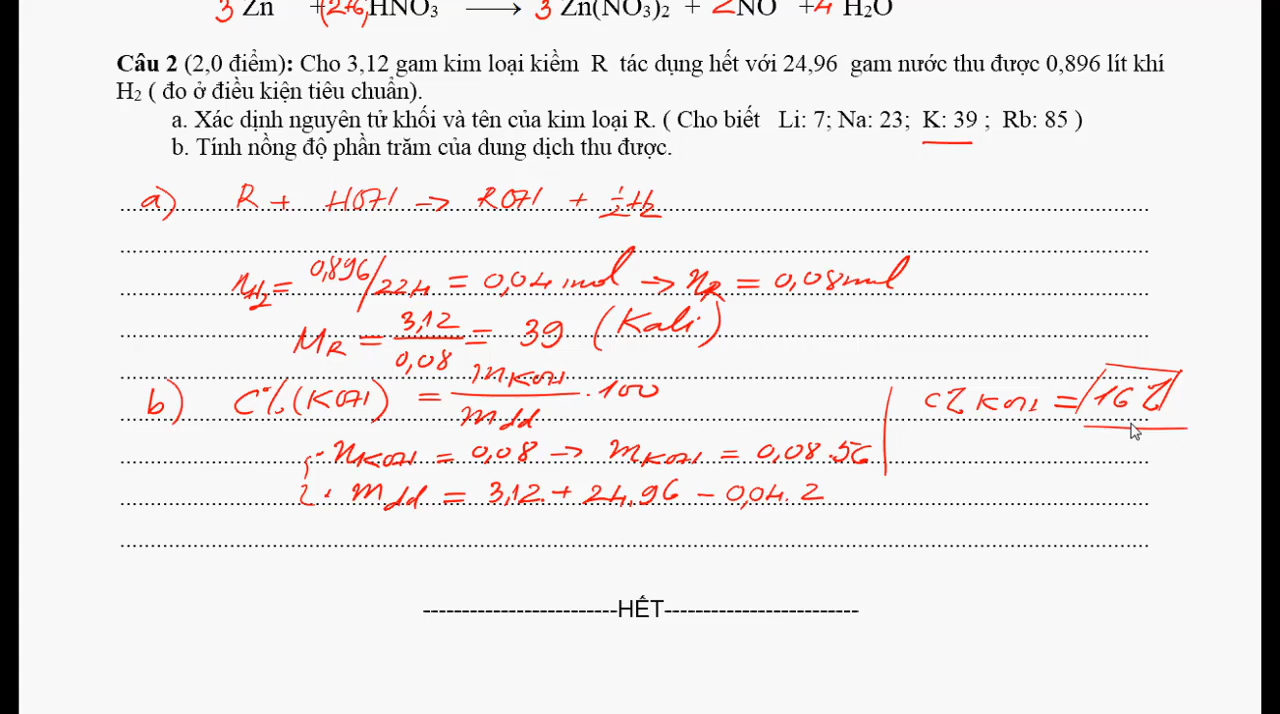 3 Zn + (2+6)HNO3 ⟶ 3 Zn(NO3)2 + 2NO + 4 H2O
Câu 2 (2,0 điểm): Cho 3,12 gam kim loại kiềm R tác dụng hết với 24,96 gam nước thu được 0,896 lít khí
H2 ( đo ở điều kiện tiêu chuẩn).
a. Xác dịnh nguyên tử khối và tên của kim loại R. ( Cho biết Li: 7; Na: 23; K: 39 ; Rb: 85 )
b. Tính nồng độ phần trăm của dung dịch thu được.
a) R + HOH → ROH + 1/2 H2
nH2 = 0,896/22,4 = 0,04 mol → nR = 0,08 mol
MR = 3,12/0,08 = 39 (Kali)
b) C%(KOH) = mKOH/mdd . 100
C% KOH = 16%
- nKOH = 0,08 → mKOH = 0,08.56
. mdd = 3,12 + 24,96 - 0,04.2
-------------------------HẾT-------------------------